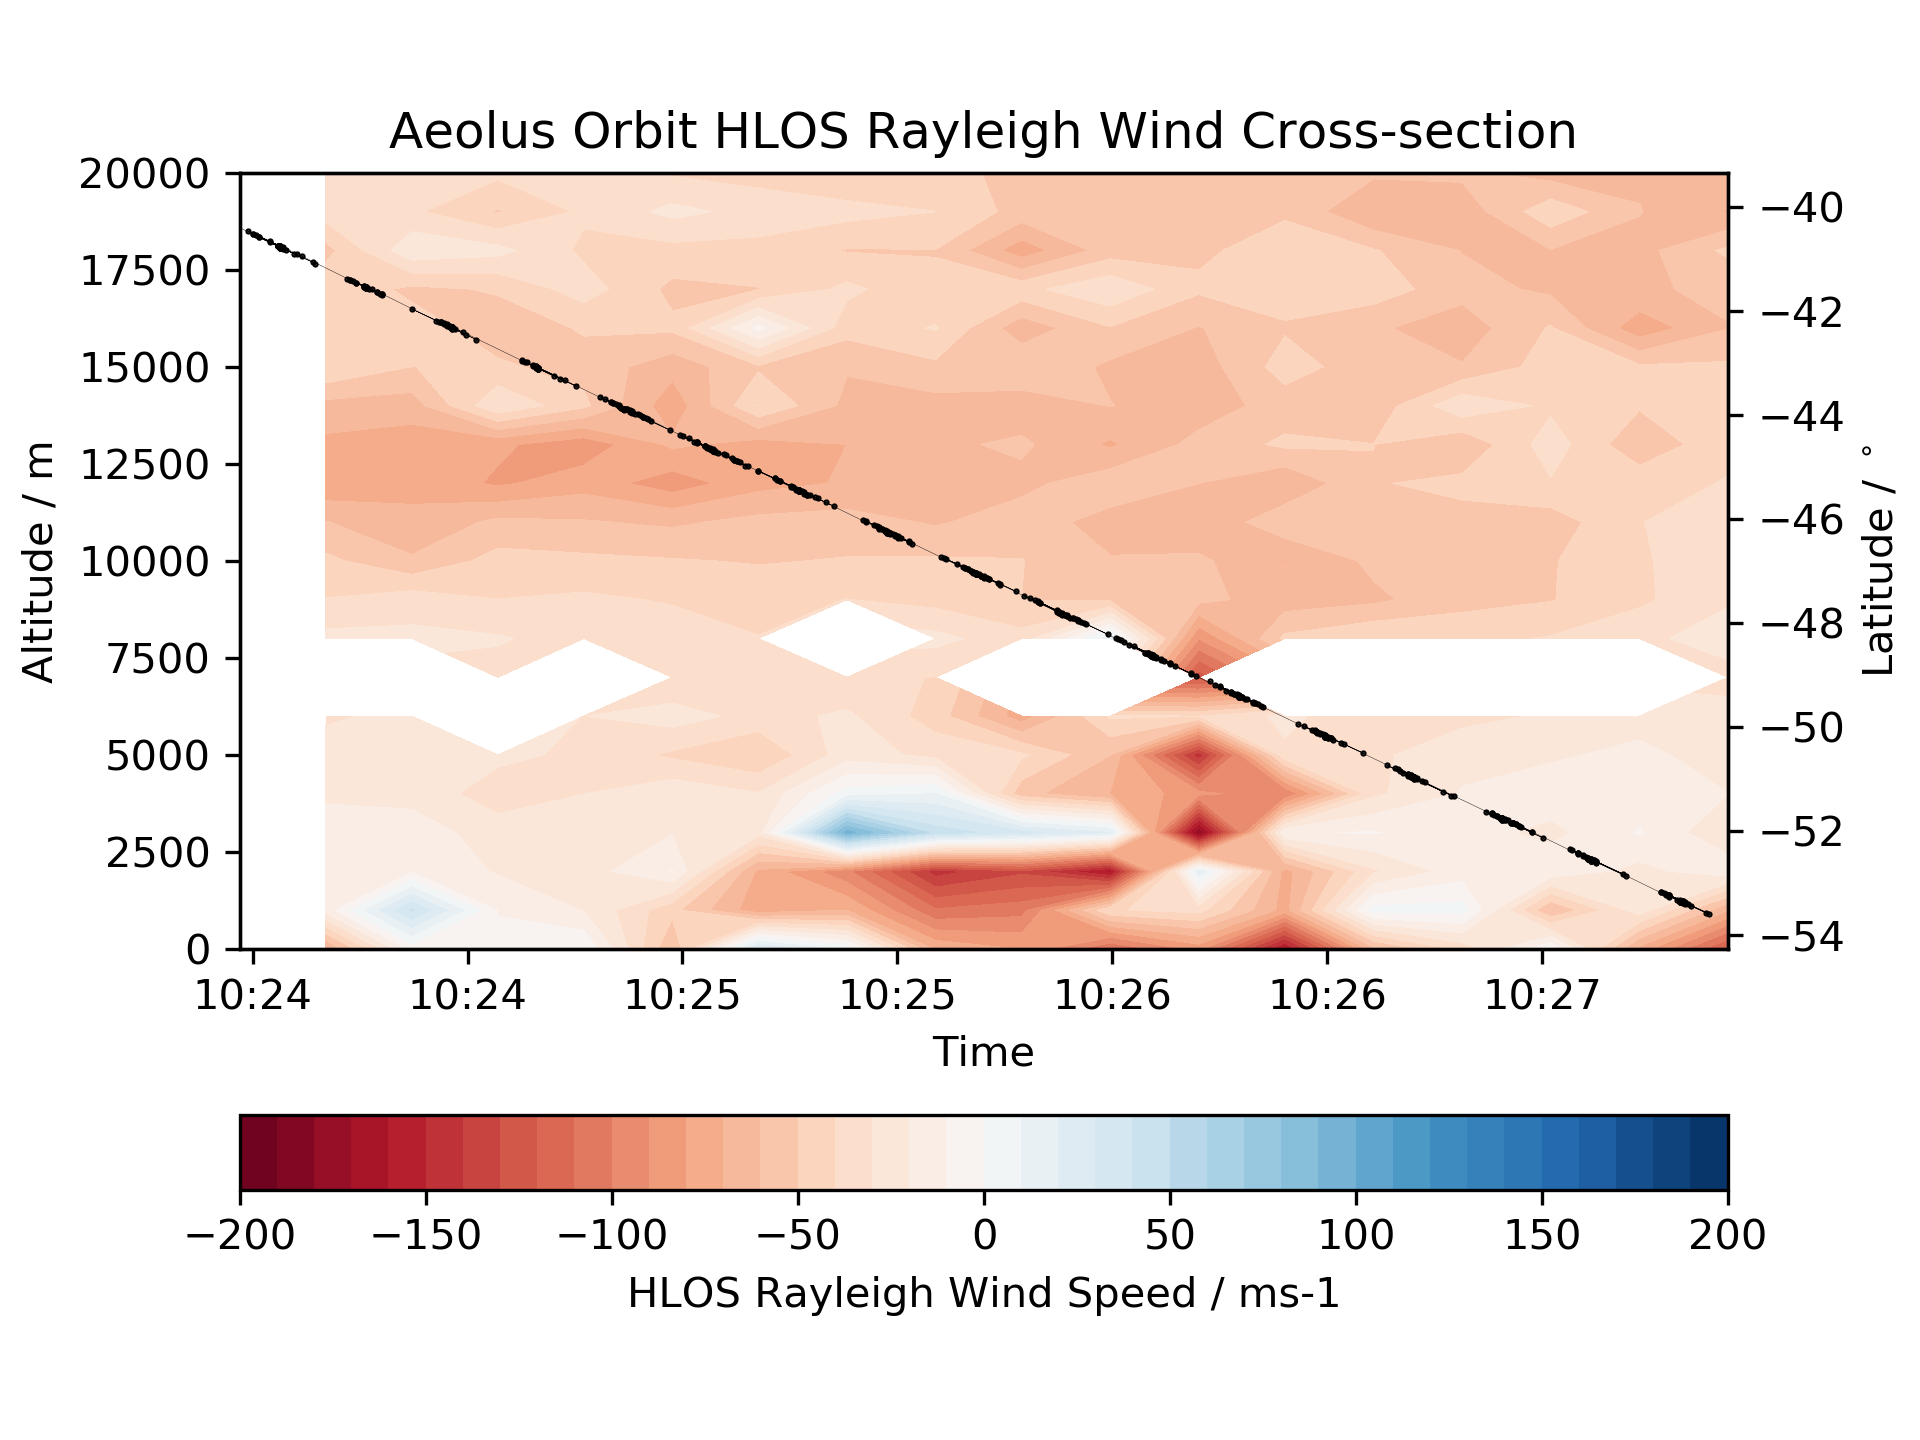 Aeolus Orbit HLOS Rayleigh Wind Cross-section
20000
17500
15000
12500
10000
7500
5000
2500
0
Altitude / m
−40
−42
−44
−46
−48
−50
−52
−54
Latitude / °
10:24 10:24 10:25 10:25 10:26 10:26 10:27
Time
−200 −150 −100 −50 0 50 100 150 200
HLOS Rayleigh Wind Speed / ms-1